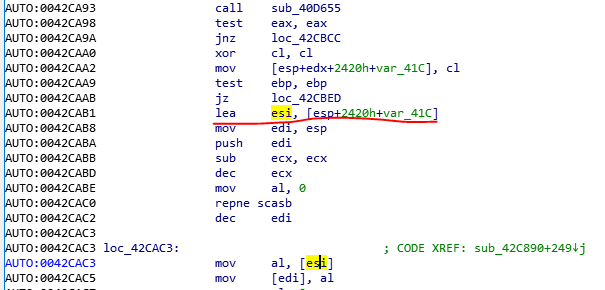 AUTO:0042CA93 call sub_40D655
AUTO:0042CA98 test eax, eax
AUTO:0042CA9A jnz loc_42CBCC
AUTO:0042CAA0 xor cl, cl
AUTO:0042CAA2 mov [esp+edx+2420h+var_41C], cl
AUTO:0042CAA9 test ebp, ebp
AUTO:0042CAAB jz loc_42CBED
AUTO:0042CAB1 lea esi, [esp+2420h+var_41C]
AUTO:0042CAB8 mov edi, esp
AUTO:0042CABA push edi
AUTO:0042CABB sub ecx, ecx
AUTO:0042CABD dec ecx
AUTO:0042CABE mov al, 0
AUTO:0042CAC0 repne scasb
AUTO:0042CAC2 dec edi
AUTO:0042CAC3
AUTO:0042CAC3 loc_42CAC3: ; CODE XREF: sub_42C890+249↓j
AUTO:0042CAC3 mov al, [esi]
AUTO:0042CAC5 mov [edi], al